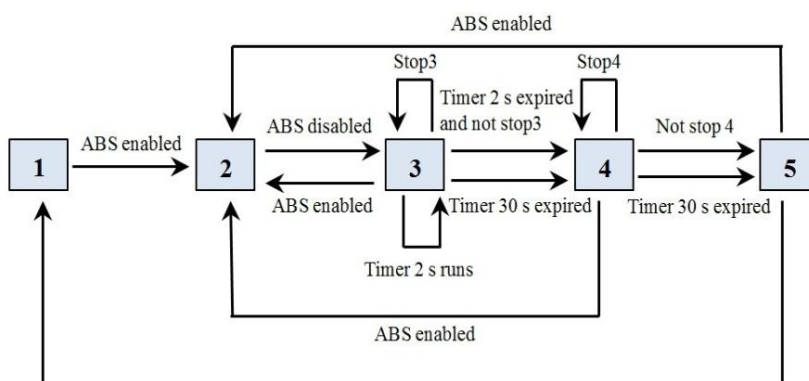 ABS enabled
Stop3
Stop4
Timer 2 s expired
and not stop3
ABS enabled
ABS disabled
Not stop 4
1
2
3
4
5
ABS enabled
Timer 30 s expired
Timer 30 s expired
Timer 2 s runs
ABS enabled